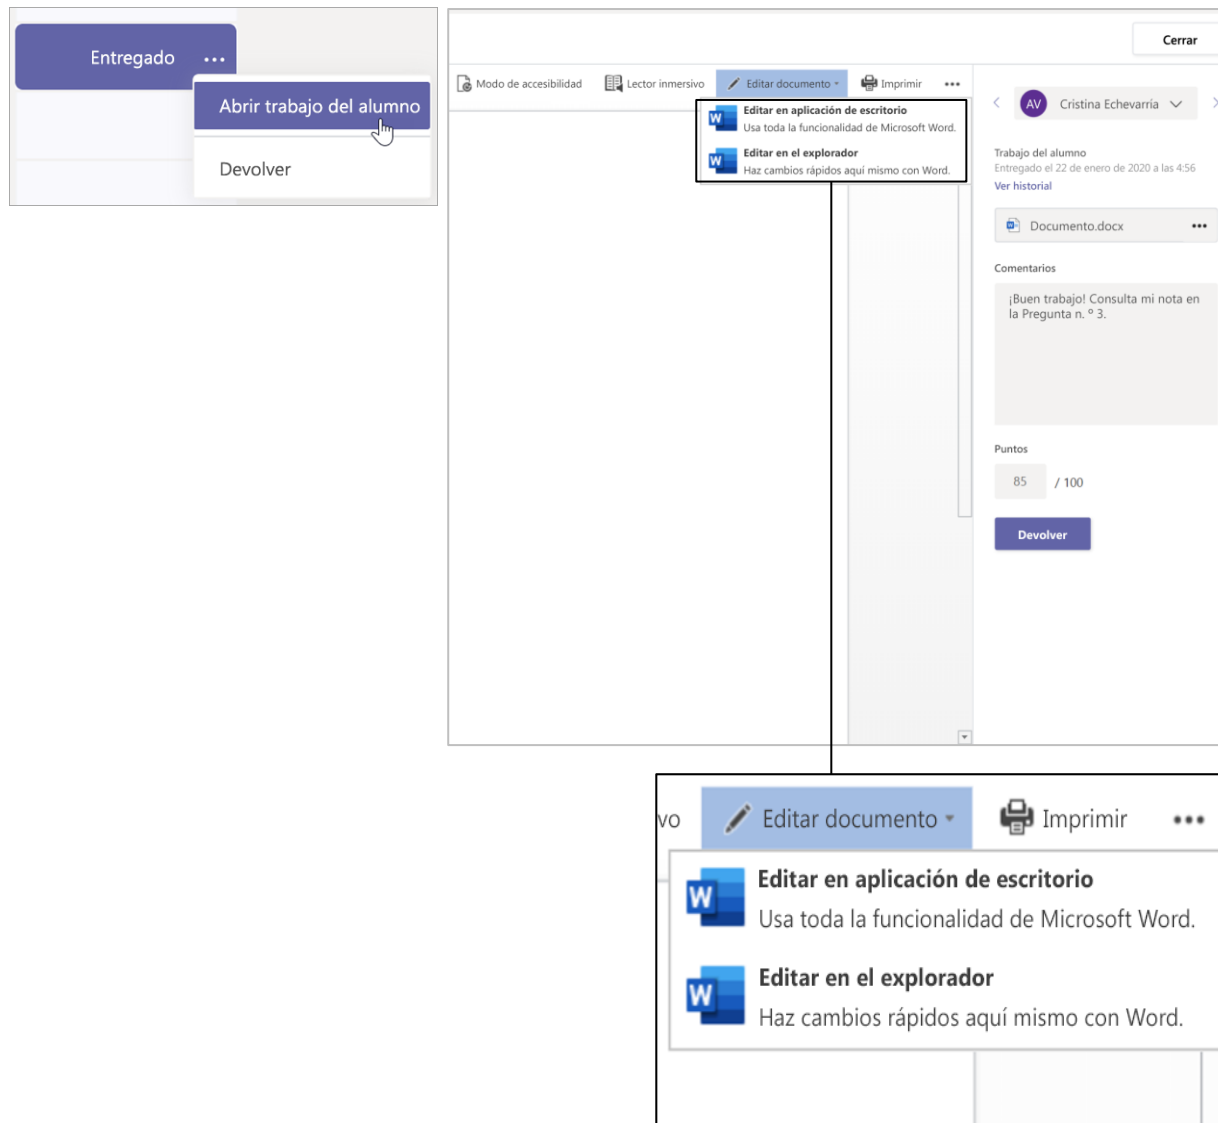 Entregado ...
Abrir trabajo del alumno
Devolver
Cerrar
Modo de accesibilidad Lector inmersivo Editar documento Imprimir ...
Editar en aplicación de escritorio
Usa toda la funcionalidad de Microsoft Word.
Editar en el explorador
Haz cambios rápidos aquí mismo con Word.
AV Cristina Echevarría
Trabajo del alumno
Entregado el 22 de enero de 2020 a las 4:56
Ver historial
Documento.docx ...
Comentarios
¡Buen trabajo! Consulta mi nota en
la Pregunta n. º 3.
Puntos
85 / 100
Devolver
vo Editar documento Imprimir ...
W Editar en aplicación de escritorio
Usa toda la funcionalidad de Microsoft Word.
W Editar en el explorador
Haz cambios rápidos aquí mismo con Word.